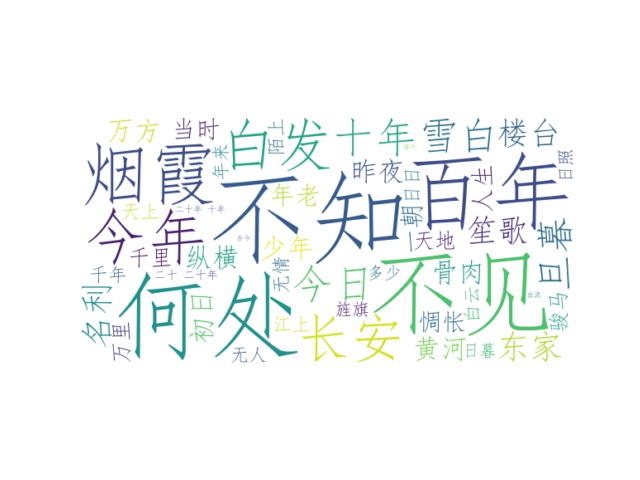 万方
当时
陌上
白发
十年
雪白
楼台
烟霞
年来
昨夜
百年
日照
不知
年老
一朝
日日
人生
笙歌
天上
二十年 十年
今年
少年
天地
旦暮
千里
纵横
无情
今日
多少
不见
骨肉
千年
二十 二十年
名利
何处
初日
旌旗
惆怅
白云
骏马
万里
江上
长安
黄河
日暮
东家
无人
古今